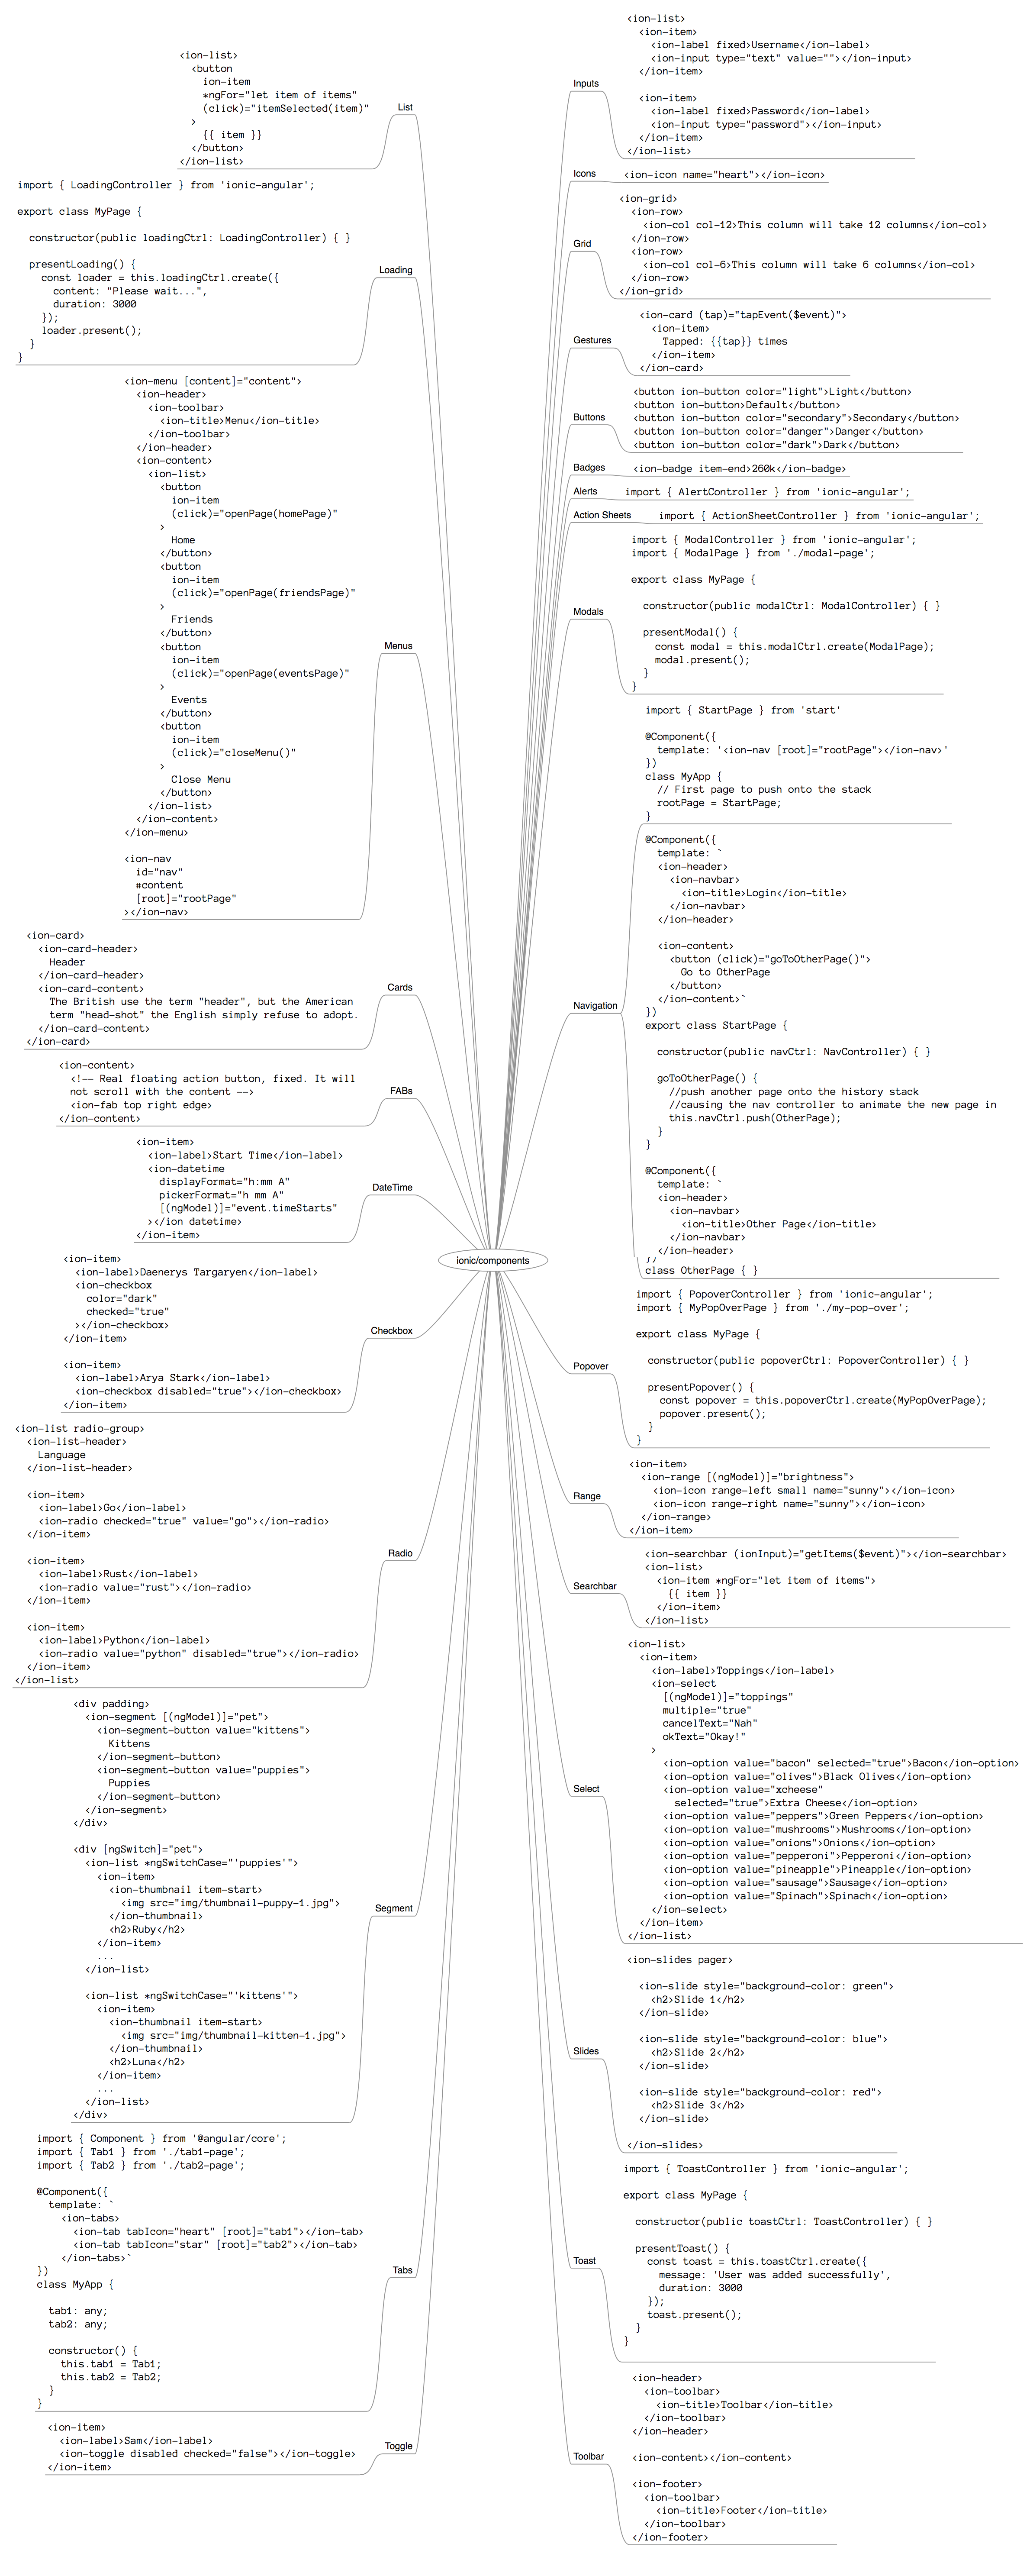 ionic/components
List
<ion-list>
  <button
    ion-item
    *ngFor="let item of items"
    (click)="itemSelected(item)"
  >
    {{ item }}
  </button>
</ion-list>
Loading
import { LoadingController } from 'ionic-angular';

export class MyPage {

  constructor(public loadingCtrl: LoadingController) { }

  presentLoading() {
    const loader = this.loadingCtrl.create({
      content: "Please wait...",
      duration: 3000
    });
    loader.present();
  }
}
Menus
<ion-menu [content]="content">
  <ion-header>
    <ion-toolbar>
      <ion-title>Menu</ion-title>
    </ion-toolbar>
  </ion-header>
  <ion-content>
    <ion-list>
      <button
        ion-item
        (click)="openPage(homePage)"
      >
        Home
      </button>
      <button
        ion-item
        (click)="openPage(friendsPage)"
      >
        Friends
      </button>
      <button
        ion-item
        (click)="openPage(eventsPage)"
      >
        Events
      </button>
      <button
        ion-item
        (click)="closeMenu()"
      >
        Close Menu
      </button>
    </ion-list>
  </ion-content>
</ion-menu>

<ion-nav
  id="nav"
  #content
  [root]="rootPage"
></ion-nav>
Cards
<ion-card>
  <ion-card-header>
    Header
  </ion-card-header>
  <ion-card-content>
    The British use the term "header", but the American
    term "head-shot" the English simply refuse to adopt.
  </ion-card-content>
</ion-card>
FABs
<ion-content>
  <!-- Real floating action button, fixed. It will
  not scroll with the content -->
  <ion-fab top right edge>
</ion-content>
DateTime
<ion-item>
  <ion-label>Start Time</ion-label>
  <ion-datetime
    displayFormat="h:mm A"
    pickerFormat="h mm A"
    [(ngModel)]="event.timeStarts"
  ></ion datetime>
</ion-item>
Checkbox
<ion-item>
  <ion-label>Daenerys Targaryen</ion-label>
  <ion-checkbox
    color="dark"
    checked="true"
  ></ion-checkbox>
</ion-item>

<ion-item>
  <ion-label>Arya Stark</ion-label>
  <ion-checkbox disabled="true"></ion-checkbox>
</ion-item>
Radio
<ion-list radio-group>
  <ion-list-header>
    Language
  </ion-list-header>

  <ion-item>
    <ion-label>Go</ion-label>
    <ion-radio checked="true" value="go"></ion-radio>
  </ion-item>

  <ion-item>
    <ion-label>Rust</ion-label>
    <ion-radio value="rust"></ion-radio>
  </ion-item>

  <ion-item>
    <ion-label>Python</ion-label>
    <ion-radio value="python" disabled="true"></ion-radio>
  </ion-item>
</ion-list>
Segment
<div padding>
  <ion-segment [(ngModel)]="pet">
    <ion-segment-button value="kittens">
      Kittens
    </ion-segment-button>
    <ion-segment-button value="puppies">
      Puppies
    </ion-segment-button>
  </ion-segment>
</div>

<div [ngSwitch]="pet">
  <ion-list *ngSwitchCase="'puppies'">
    <ion-item>
      <ion-thumbnail item-start>
        <img src="img/thumbnail-puppy-1.jpg">
      </ion-thumbnail>
      <h2>Ruby</h2>
    </ion-item>
    ...
  </ion-list>

  <ion-list *ngSwitchCase="'kittens'">
    <ion-item>
      <ion-thumbnail item-start>
        <img src="img/thumbnail-kitten-1.jpg">
      </ion-thumbnail>
      <h2>Luna</h2>
    </ion-item>
    ...
  </ion-list>
</div>
Tabs
import { Component } from '@angular/core';
import { Tab1 } from './tab1-page';
import { Tab2 } from './tab2-page';

@Component({
  template: `
    <ion-tabs>
      <ion-tab tabIcon="heart" [root]="tab1"></ion-tab>
      <ion-tab tabIcon="star" [root]="tab2"></ion-tab>
    </ion-tabs>`
})
class MyApp {

  tab1: any;
  tab2: any;

  constructor() {
    this.tab1 = Tab1;
    this.tab2 = Tab2;
  }
}
Toggle
<ion-item>
  <ion-label>Sam</ion-label>
  <ion-toggle disabled checked="false"></ion-toggle>
</ion-item>
Inputs
<ion-list>
  <ion-item>
    <ion-label fixed>Username</ion-label>
    <ion-input type="text" value=""></ion-input>
  </ion-item>

  <ion-item>
    <ion-label fixed>Password</ion-label>
    <ion-input type="password"></ion-input>
  </ion-item>
</ion-list>
Icons
<ion-icon name="heart"></ion-icon>
Grid
<ion-grid>
  <ion-row>
    <ion-col col-12>This column will take 12 columns</ion-col>
  </ion-row>
  <ion-row>
    <ion-col col-6>This column will take 6 columns</ion-col>
  </ion-row>
</ion-grid>
Gestures
<ion-card (tap)="tapEvent($event)">
  <ion-item>
    Tapped: {{tap}} times
  </ion-item>
</ion-card>
Buttons
<button ion-button color="light">Light</button>
<button ion-button>Default</button>
<button ion-button color="secondary">Secondary</button>
<button ion-button color="danger">Danger</button>
<button ion-button color="dark">Dark</button>
Badges
<ion-badge item-end>260k</ion-badge>
Alerts
import { AlertController } from 'ionic-angular';
Action Sheets
import { ActionSheetController } from 'ionic-angular';
Modals
import { ModalController } from 'ionic-angular';
import { ModalPage } from './modal-page';

export class MyPage {

  constructor(public modalCtrl: ModalController) { }

  presentModal() {
    const modal = this.modalCtrl.create(ModalPage);
    modal.present();
  }
}
Navigation
import { StartPage } from 'start'

@Component({
  template: '<ion-nav [root]="rootPage"></ion-nav>'
})
class MyApp {
  // First page to push onto the stack
  rootPage = StartPage;
}
@Component({
  template: `
  <ion-header>
    <ion-navbar>
      <ion-title>Login</ion-title>
    </ion-navbar>
  </ion-header>

  <ion-content>
    <button (click)="goToOtherPage()">
      Go to OtherPage
    </button>
  </ion-content>`
})
export class StartPage {

  constructor(public navCtrl: NavController) { }

  goToOtherPage() {
    //push another page onto the history stack
    //causing the nav controller to animate the new page in
    this.navCtrl.push(OtherPage);
  }
}

@Component({
  template: `
  <ion-header>
    <ion-navbar>
      <ion-title>Other Page</ion-title>
    </ion-navbar>
  </ion-header>
class OtherPage { }
Popover
import { PopoverController } from 'ionic-angular';
import { MyPopOverPage } from './my-pop-over';

export class MyPage {

  constructor(public popoverCtrl: PopoverController) { }

  presentPopover() {
    const popover = this.popoverCtrl.create(MyPopOverPage);
    popover.present();
  }
}
Range
<ion-item>
  <ion-range [(ngModel)]="brightness">
    <ion-icon range-left small name="sunny"></ion-icon>
    <ion-icon range-right name="sunny"></ion-icon>
  </ion-range>
</ion-item>
Searchbar
<ion-searchbar (ionInput)="getItems($event)"></ion-searchbar>
<ion-list>
  <ion-item *ngFor="let item of items">
    {{ item }}
  </ion-item>
</ion-list>
Select
<ion-list>
  <ion-item>
    <ion-label>Toppings</ion-label>
    <ion-select
      [(ngModel)]="toppings"
      multiple="true"
      cancelText="Nah"
      okText="Okay!"
    >
      <ion-option value="bacon" selected="true">Bacon</ion-option>
      <ion-option value="olives">Black Olives</ion-option>
      <ion-option value="xcheese"
        selected="true">Extra Cheese</ion-option>
      <ion-option value="peppers">Green Peppers</ion-option>
      <ion-option value="mushrooms">Mushrooms</ion-option>
      <ion-option value="onions">Onions</ion-option>
      <ion-option value="pepperoni">Pepperoni</ion-option>
      <ion-option value="pineapple">Pineapple</ion-option>
      <ion-option value="sausage">Sausage</ion-option>
      <ion-option value="Spinach">Spinach</ion-option>
    </ion-select>
  </ion-item>
</ion-list>
Slides
<ion-slides pager>

  <ion-slide style="background-color: green">
    <h2>Slide 1</h2>
  </ion-slide>

  <ion-slide style="background-color: blue">
    <h2>Slide 2</h2>
  </ion-slide>

  <ion-slide style="background-color: red">
    <h2>Slide 3</h2>
  </ion-slide>

</ion-slides>
Toast
import { ToastController } from 'ionic-angular';

export class MyPage {

  constructor(public toastCtrl: ToastController) { }

  presentToast() {
    const toast = this.toastCtrl.create({
      message: 'User was added successfully',
      duration: 3000
    });
    toast.present();
  }
}
Toolbar
<ion-header>
  <ion-toolbar>
    <ion-title>Toolbar</ion-title>
  </ion-toolbar>
</ion-header>

<ion-content></ion-content>

<ion-footer>
  <ion-toolbar>
    <ion-title>Footer</ion-title>
  </ion-toolbar>
</ion-footer>